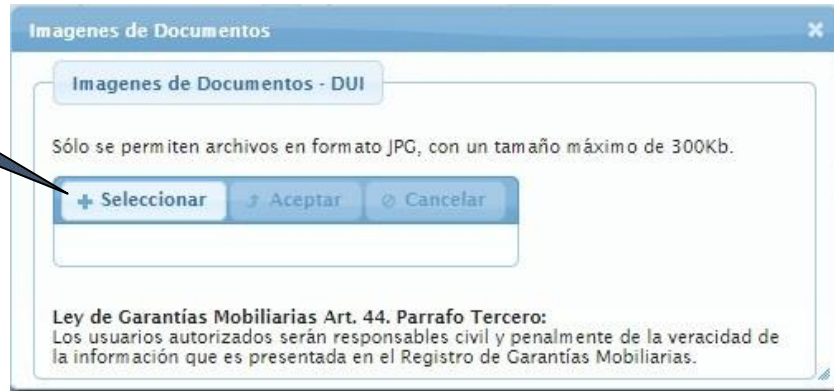 Imagenes de Documentos
Imagenes de Documentos - DUI
Sólo se permiten archivos en formato JPG, con un tamaño máximo de 300Kb.
Seleccionar Aceptar Cancelar
Ley de Garantías Mobiliarias Art. 44. Parrafo Tercero:
Los usuarios autorizados serán responsables civil y penalmente de la veracidad de
la información que es presentada en el Registro de Garantías Mobiliarias.